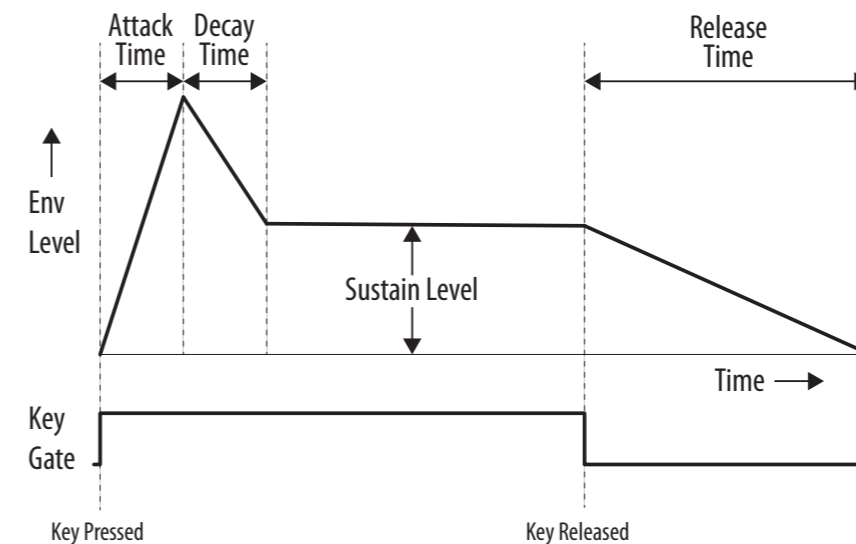 Attack
Time
Decay
Time
Release
Time
Env
Level
Sustain Level
Time
Key
Gate
Key Pressed
Key Released